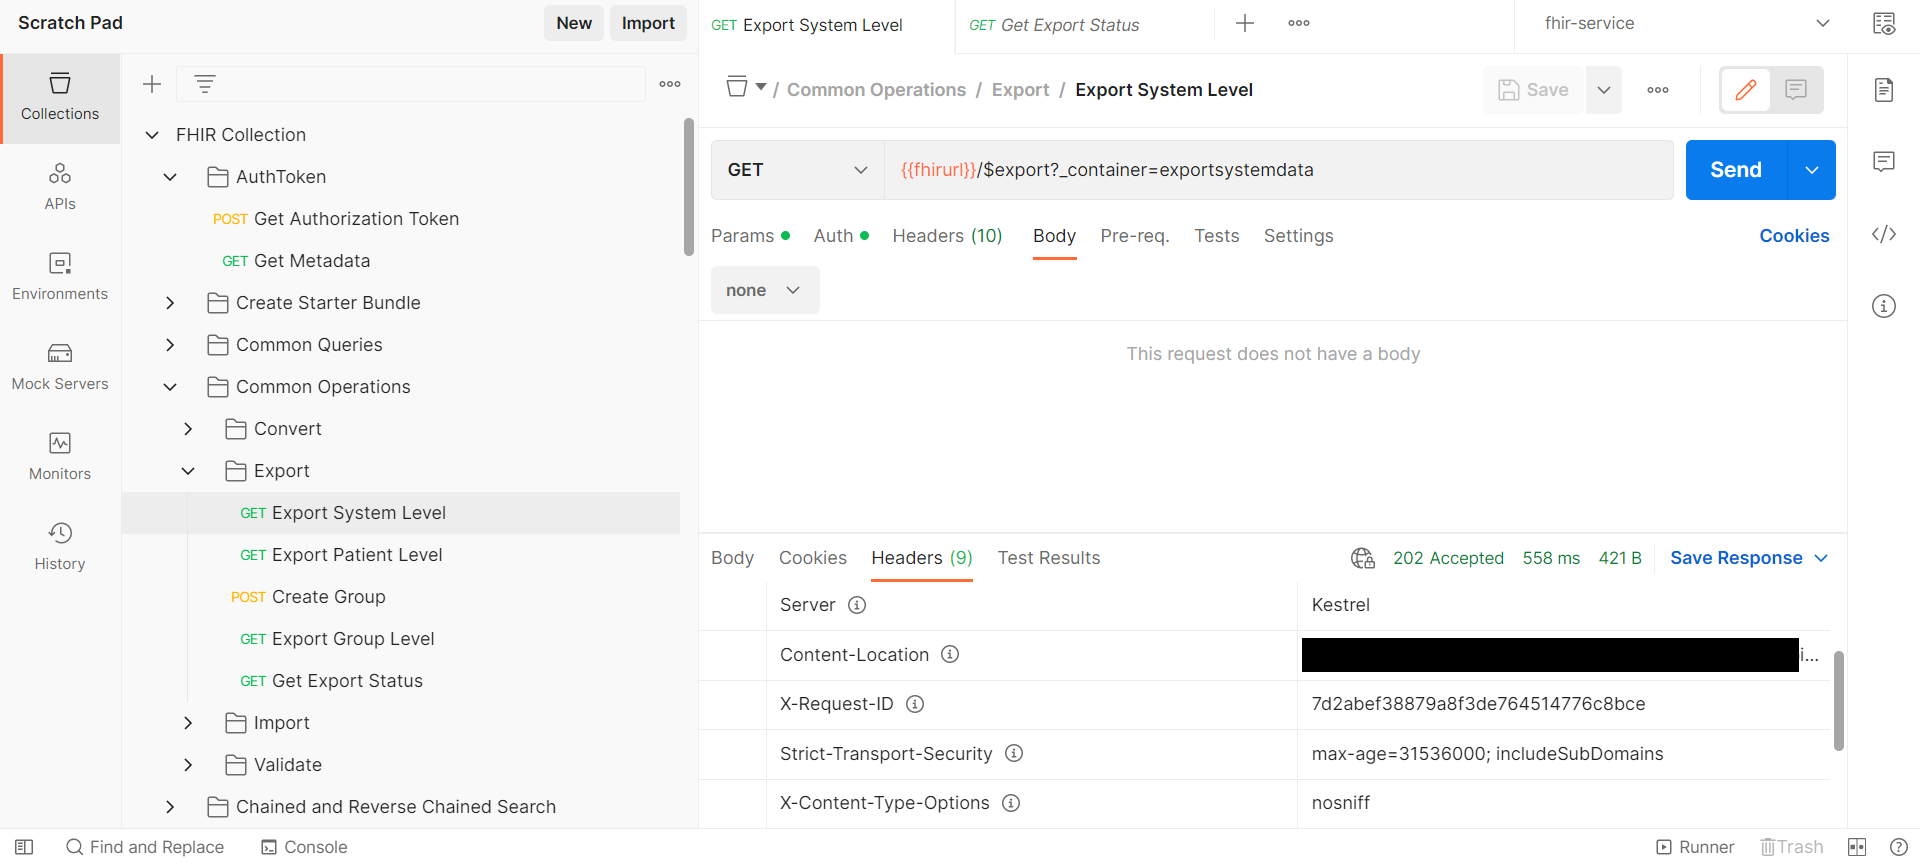 Scratch Pad
New
Import
GET Export System Level
GET Get Export Status
fhir-service
Collections
APIs
Environments
Mock Servers
Monitors
History
FHIR Collection
AuthToken
POST Get Authorization Token
GET Get Metadata
Create Starter Bundle
Common Queries
Common Operations
Convert
Export
GET Export System Level
GET Export Patient Level
POST Create Group
GET Export Group Level
GET Get Export Status
Import
Validate
Chained and Reverse Chained Search
/ Common Operations / Export / Export System Level
Save
GET
{{fhirurl}}/$export?_container=exportsystemdata
Send
Params
Auth
Headers (10)
Body
Pre-req.
Tests
Settings
Cookies
none
This request does not have a body
Body
Cookies
Headers (9)
Test Results
202 Accepted
558 ms
421 B
Save Response
Server
Kestrel
Content-Location
i...
X-Request-ID
7d2abef38879a8f3de764514776c8bce
Strict-Transport-Security
max-age=31536000; includeSubDomains
X-Content-Type-Options
nosniff
Find and Replace
Console
Runner
Trash